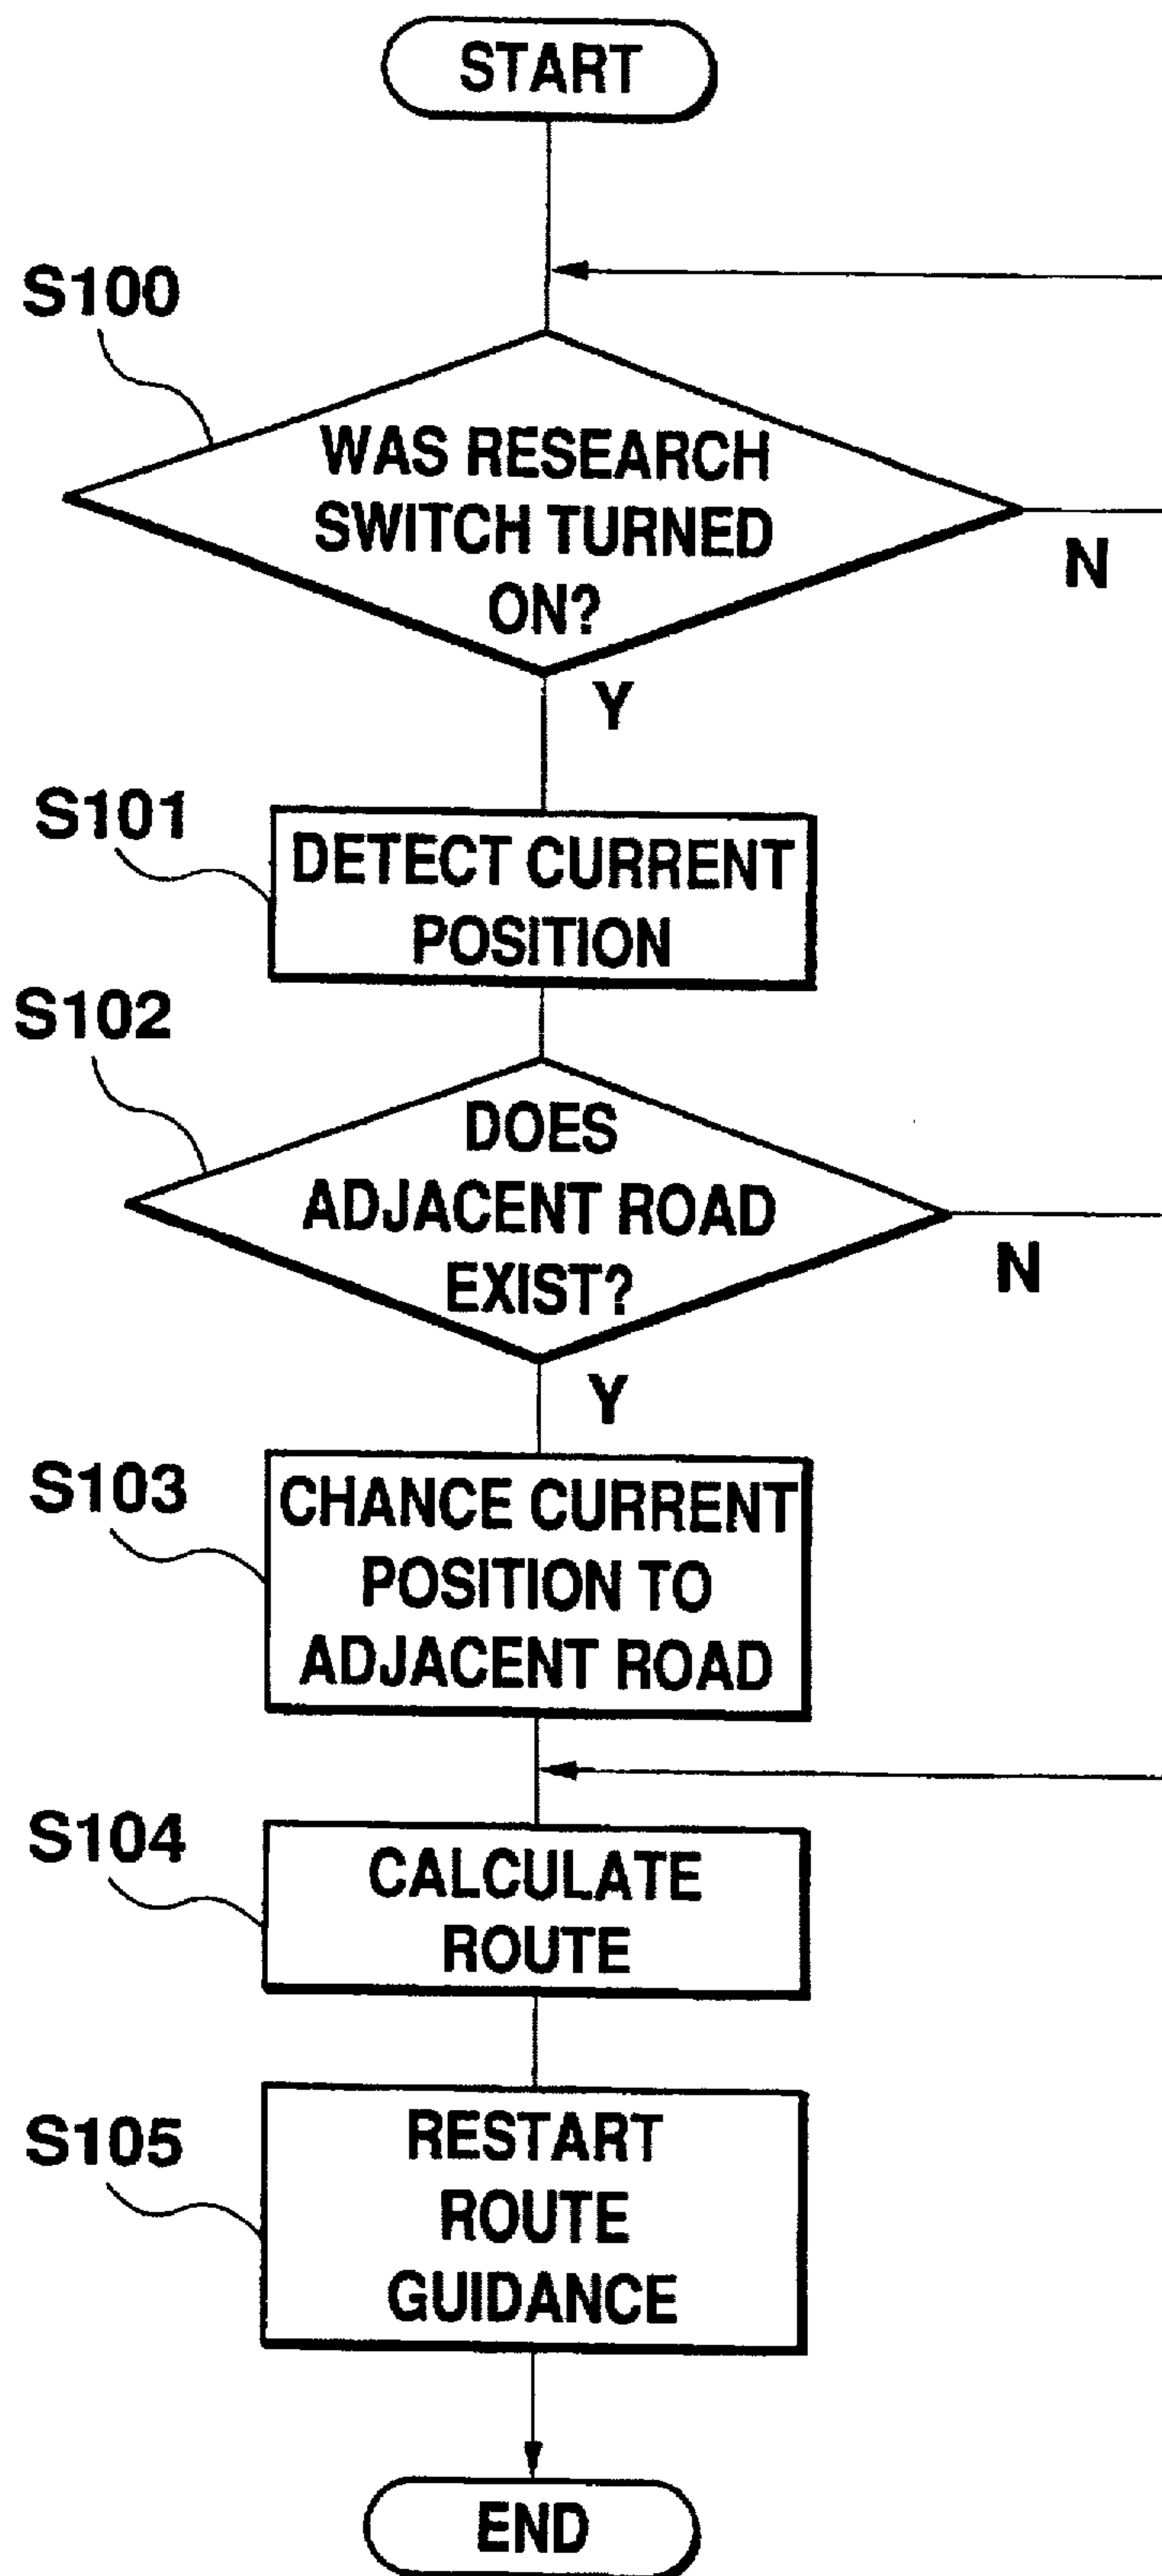 START
S100
WAS RESEARCH
SWITCH TURNED
ON?
N
Y
S101
DETECT CURRENT
POSITION
S102
DOES
ADJACENT ROAD
EXIST?
N
Y
S103
CHANCE CURRENT
POSITION TO
ADJACENT ROAD
S104
CALCULATE
ROUTE
S105
RESTART
ROUTE
GUIDANCE
END